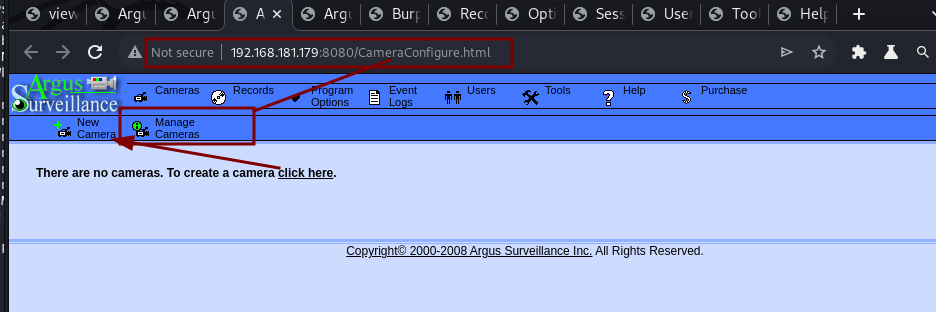 view
Argu
Argu
A
Argu
Burp
Reco
Opti
Sess
User
Tool
Help
Not secure 192.168.181.179:8080/CameraConfigure.html
Argus
Surveillance
Cameras
Records
Program
Options
Event
Logs
Users
Tools
Help
Purchase
New
Camera
Manage
Cameras
There are no cameras. To create a camera click here.
Copyright© 2000-2008 Argus Surveillance Inc. All Rights Reserved.